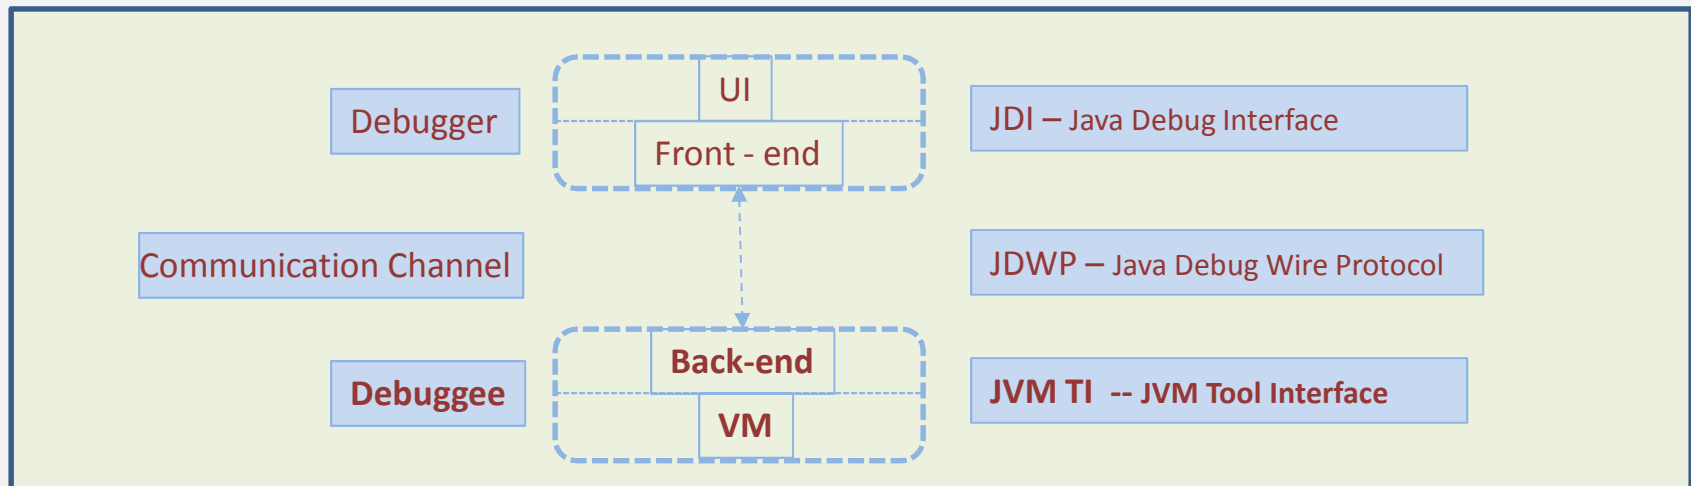 UI
Debugger
JDI – Java Debug Interface
Front - end
Communication Channel
JDWP – Java Debug Wire Protocol
Back-end
Debuggee
JVM TI -- JVM Tool Interface
VM